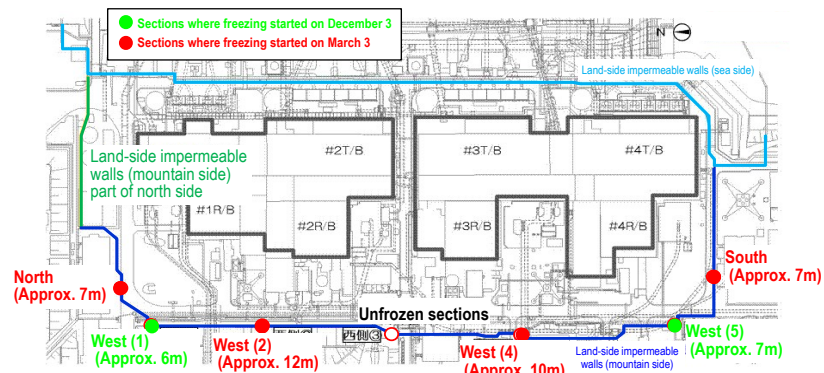 Sections where freezing started on December 3
Sections where freezing started on March 3
N
Land-side impermeable walls (sea side)
#2T/B
#3T/B
#4T/B
Land-side impermeable
walls (mountain side)
part of north side
#1R/B
#2R/B
#3R/B
#4R/B
North
(Approx. 7m)
South
(Approx. 7m)
Unfrozen sections
West (1)
(Approx. 6m)
West (2)
(Approx. 12m)
西側③
West (4)
(Approx. 10m)
West (5)
(Approx. 7m)
Land-side impermeable
walls (mountain side)